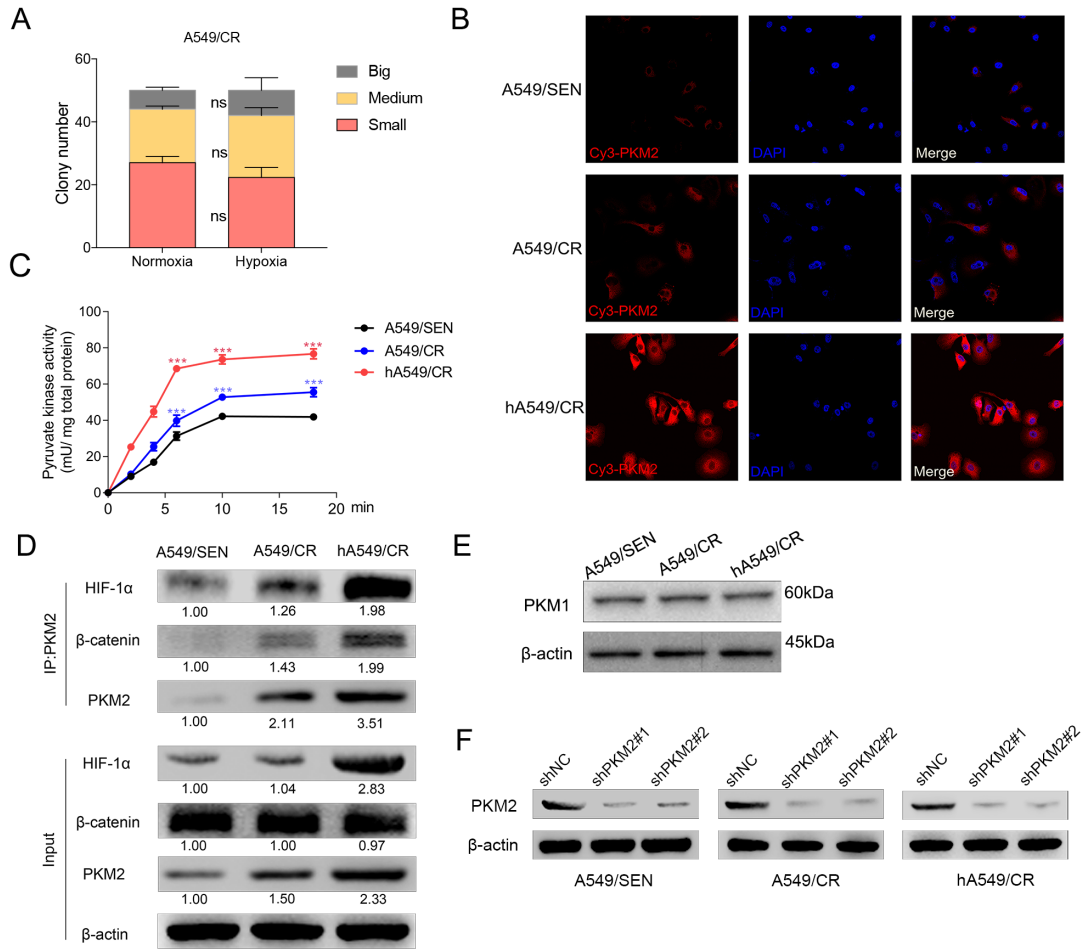 A
A549/CR
Clony number
60
40
20
0
ns
ns
ns
Normoxia
Hypoxia
Big
Medium
Small
B
A549/SEN
Cy3-PKM2
DAPI
Merge
A549/CR
Cy3-PKM2
DAPI
Merge
hA549/CR
Cy3-PKM2
DAPI
Merge
C
Pyruvate kinase activity
(mU/ mg total protein)
100
80
60
40
20
0
0
5
10
15
20
min
***
***
***
***
***
***
A549/SEN
A549/CR
hA549/CR
D
A549/SEN
A549/CR
hA549/CR
IP:PKM2
HIF-1α
1.00
1.26
1.98
β-catenin
1.00
1.43
1.99
PKM2
1.00
2.11
3.51
Input
HIF-1α
1.00
1.04
2.83
β-catenin
1.00
1.00
0.97
PKM2
1.00
1.50
2.33
β-actin
E
A549/SEN
A549/CR
hA549/CR
PKM1
60kDa
β-actin
45kDa
F
shNC
shPKM2#1
shPKM2#2
shNC
shPKM2#1
shPKM2#2
shNC
shPKM2#1
shPKM2#2
PKM2
β-actin
A549/SEN
A549/CR
hA549/CR